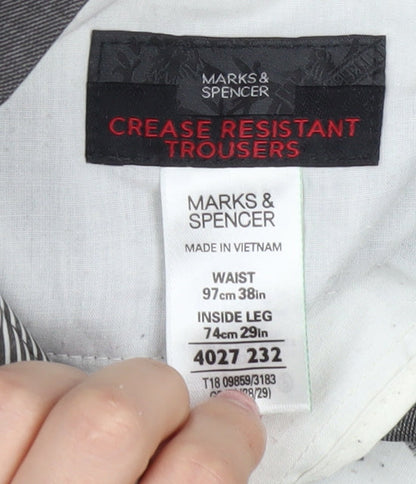 MARKS &
SPENCER
CREASE RESISTANT
TROUSERS
MARKS &
SPENCER
MADE IN VIETNAM
WAIST
97cm 38in
INSIDE LEG
74cm 29in
4027 232
T18 09859/3183